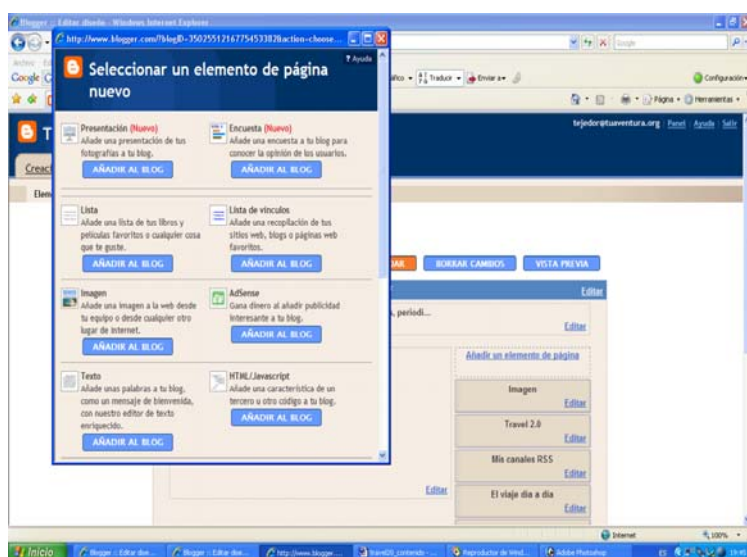 Blogger :: Editar diseño - Windows Internet Explorer
http://www.blogger.com/?blogID=3502551216775453382&action=choose...
Google
Traducir
Enviar a
Configuración
Página
Herramientas
tejedor@tuaventura.org | Panel | Ayuda | Salir
Ayuda
Seleccionar un elemento de página
nuevo
Presentación (Nuevo)
Añade una presentación de tus
fotografías a tu blog.
AÑADIR AL BLOG
Encuesta (Nuevo)
Añade una encuesta a tu blog para
conocer la opinión de los usuarios.
AÑADIR AL BLOG
Lista
Añade una lista de tus libros y
películas favoritos o cualquier cosa
que te guste.
AÑADIR AL BLOG
Lista de vínculos
Añade una recopilación de tus
sitios web, blogs o páginas web
favoritos.
AÑADIR AL BLOG
Imagen
Añade una imagen a la web desde
tu equipo o desde cualquier otro
lugar de Internet.
AÑADIR AL BLOG
AdSense
Gana dinero al añadir publicidad
interesante a tu blog.
AÑADIR AL BLOG
Texto
Añade unas palabras a tu blog,
como un mensaje de bienvenida,
con nuestro editor de texto
enriquecido.
AÑADIR AL BLOG
HTML/Javascript
Añade una característica de un
tercero u otro código a tu blog.
AÑADIR AL BLOG
BORRAR CAMBIOS
VISTA PREVIA
Editar
, periodi...
Editar
Añadir un elemento de página
Imagen
Editar
Travel 2.0
Editar
Mis canales RSS
Editar
El viaje día a día
Editar
Editar
Internet
100%
Inicio
Blogger :: Editar dise...
Blogger :: Editar dise...
http://www.blogger...
travel20_contenido -...
Reproductor de Wind...
Adobe Photoshop
ES